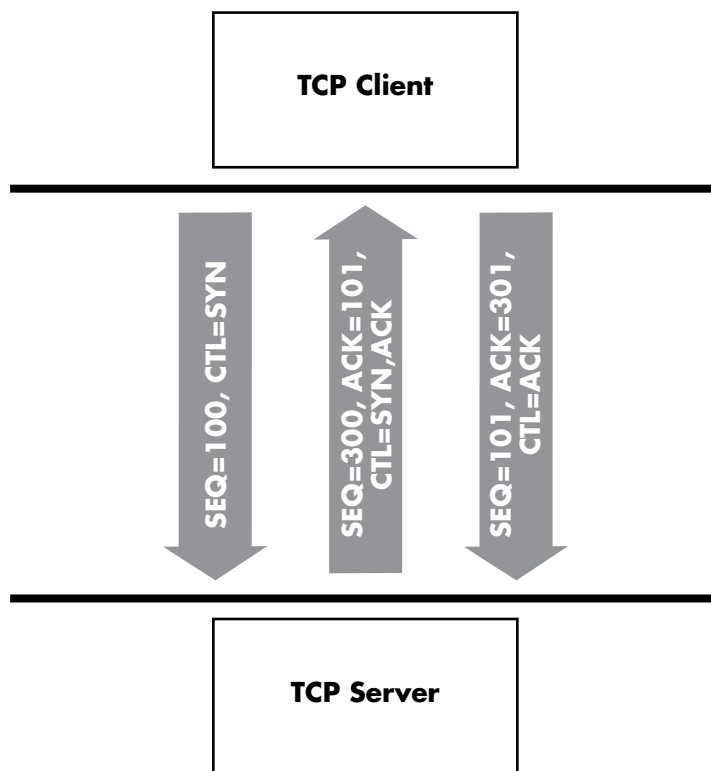 TCP Client
SEQ=100, CTL=SYN
SEQ=300, ACK=101,
CTL=SYN,ACK
SEQ=101, ACK=301,
CTL=ACK
TCP Server